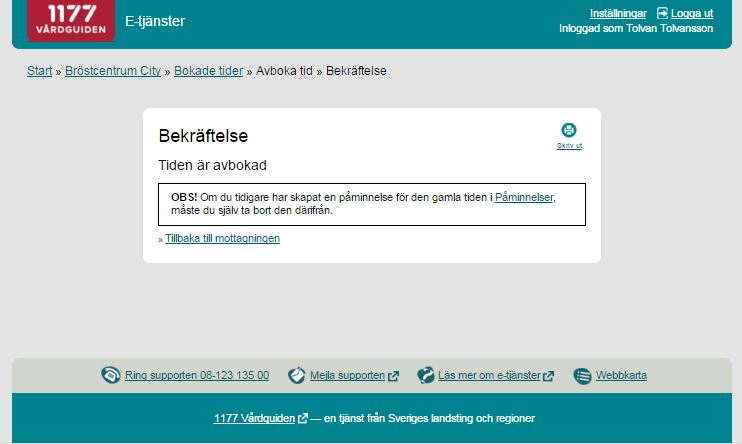 1177
VÅRDGUIDEN
E-tjänster
Inställningar Logga ut
Inloggad som Tolvan Tolvansson
Start » Bröstcentrum City » Bokade tider » Avboka tid » Bekräftelse
Bekräftelse
Skriv ut
Tiden är avbokad
OBS! Om du tidigare har skapat en påminnelse för den gamla tiden i Påminnelser,
måste du själv ta bort den därifrån.
» Tillbaka till mottagningen
Ring supporten 08-123 135 00 Mejla supporten Läs mer om e-tjänster Webbkarta
1177 Vårdguiden — en tjänst från Sveriges landsting och regioner